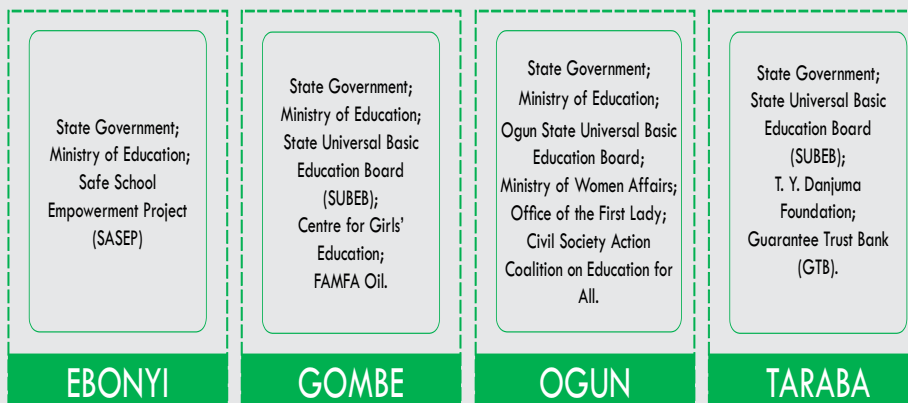 State Government;
Ministry of Education;
Safe School
Empowerment Project
(SASEP)
EBONYI
State Government;
Ministry of Education;
State Universal Basic
Education Board
(SUBEB);
Centre for Girls'
Education;
FAMFA Oil.
GOMBE
State Government;
Ministry of Education;
Ogun State Universal Basic
Education Board;
Ministry of Women Affairs;
Office of the First Lady;
Civil Society Action
Coalition on Education for
All.
OGUN
State Government;
State Universal Basic
Education Board
(SUBEB);
T. Y. Danjuma
Foundation;
Guarantee Trust Bank
(GTB).
TARABA